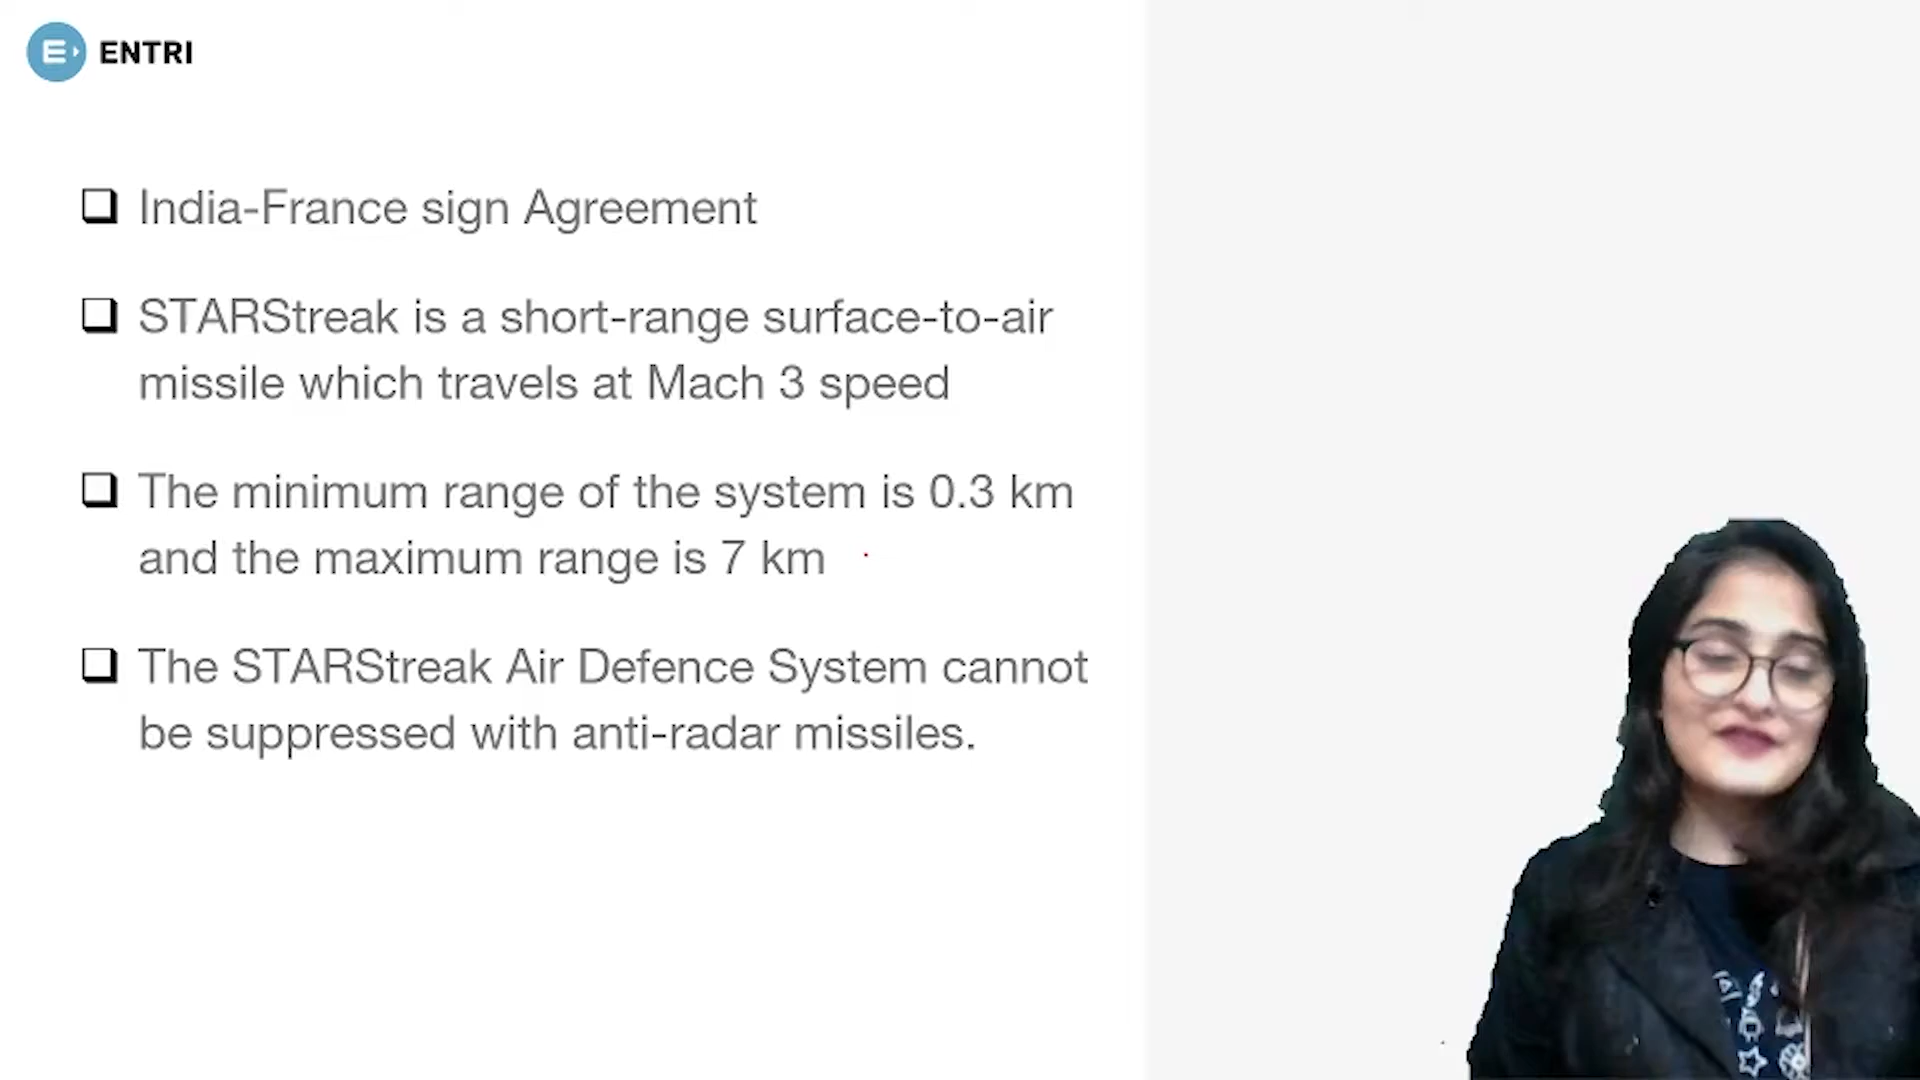 ENTRI
India-France sign Agreement
STARStreak is a short-range surface-to-air
missile which travels at Mach 3 speed
The minimum range of the system is 0.3 km
and the maximum range is 7 km
The STARStreak Air Defence System cannot
be suppressed with anti-radar missiles.